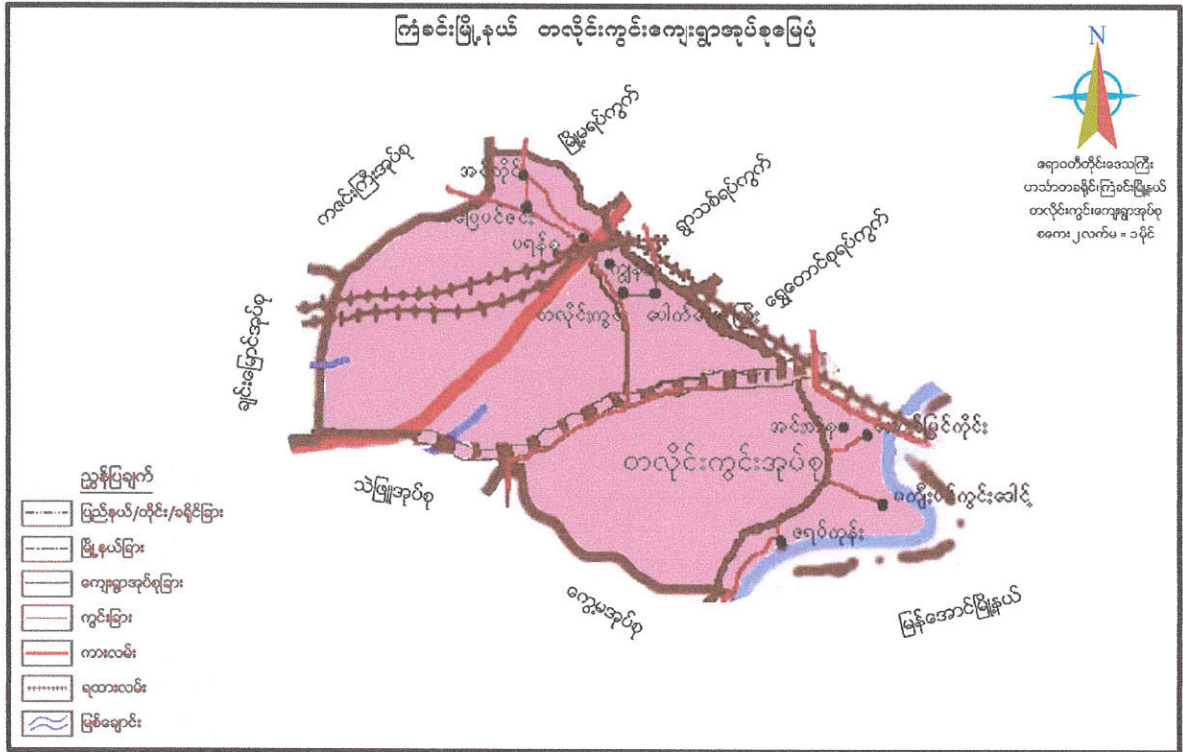 ကြံခင်းမြို့နယ် တလိုင်းကွင်းကျေးရွာအုပ်စုမြေပုံ
N
ဧရာဝတီတိုင်းဒေသကြီး
ဟင်္သာတခရိုင်၊ကြံခင်းမြို့နယ်
တလိုင်းကွင်းကျေးရွာအုပ်စု
စကေး၂လက်မ = ၁မိုင်
မြို့မရပ်ကွက်
ကဇင်းကြီးအုပ်စု
ရွာသစ်ရပ်ကွက်
ရွှေတောင်စုရပ်ကွက်
ပရန်စု
တလိုင်းကွင်း
ချင်းမြောင်အုပ်စု
တလိုင်းကွင်းအုပ်စု
သဲဖြူအုပ်စု
ဇရပ်ကုန်း
ကွေ့မအုပ်စု
မြန်အောင်မြို့နယ်
ညွှန်ပြချက်
ပြည်နယ်/တိုင်း/ခရိုင်ခြား
မြို့နယ်ခြား
ကျေးရွာအုပ်စုခြား
ကွင်းခြား
ကားလမ်း
ရထားလမ်း
မြစ်ချောင်း